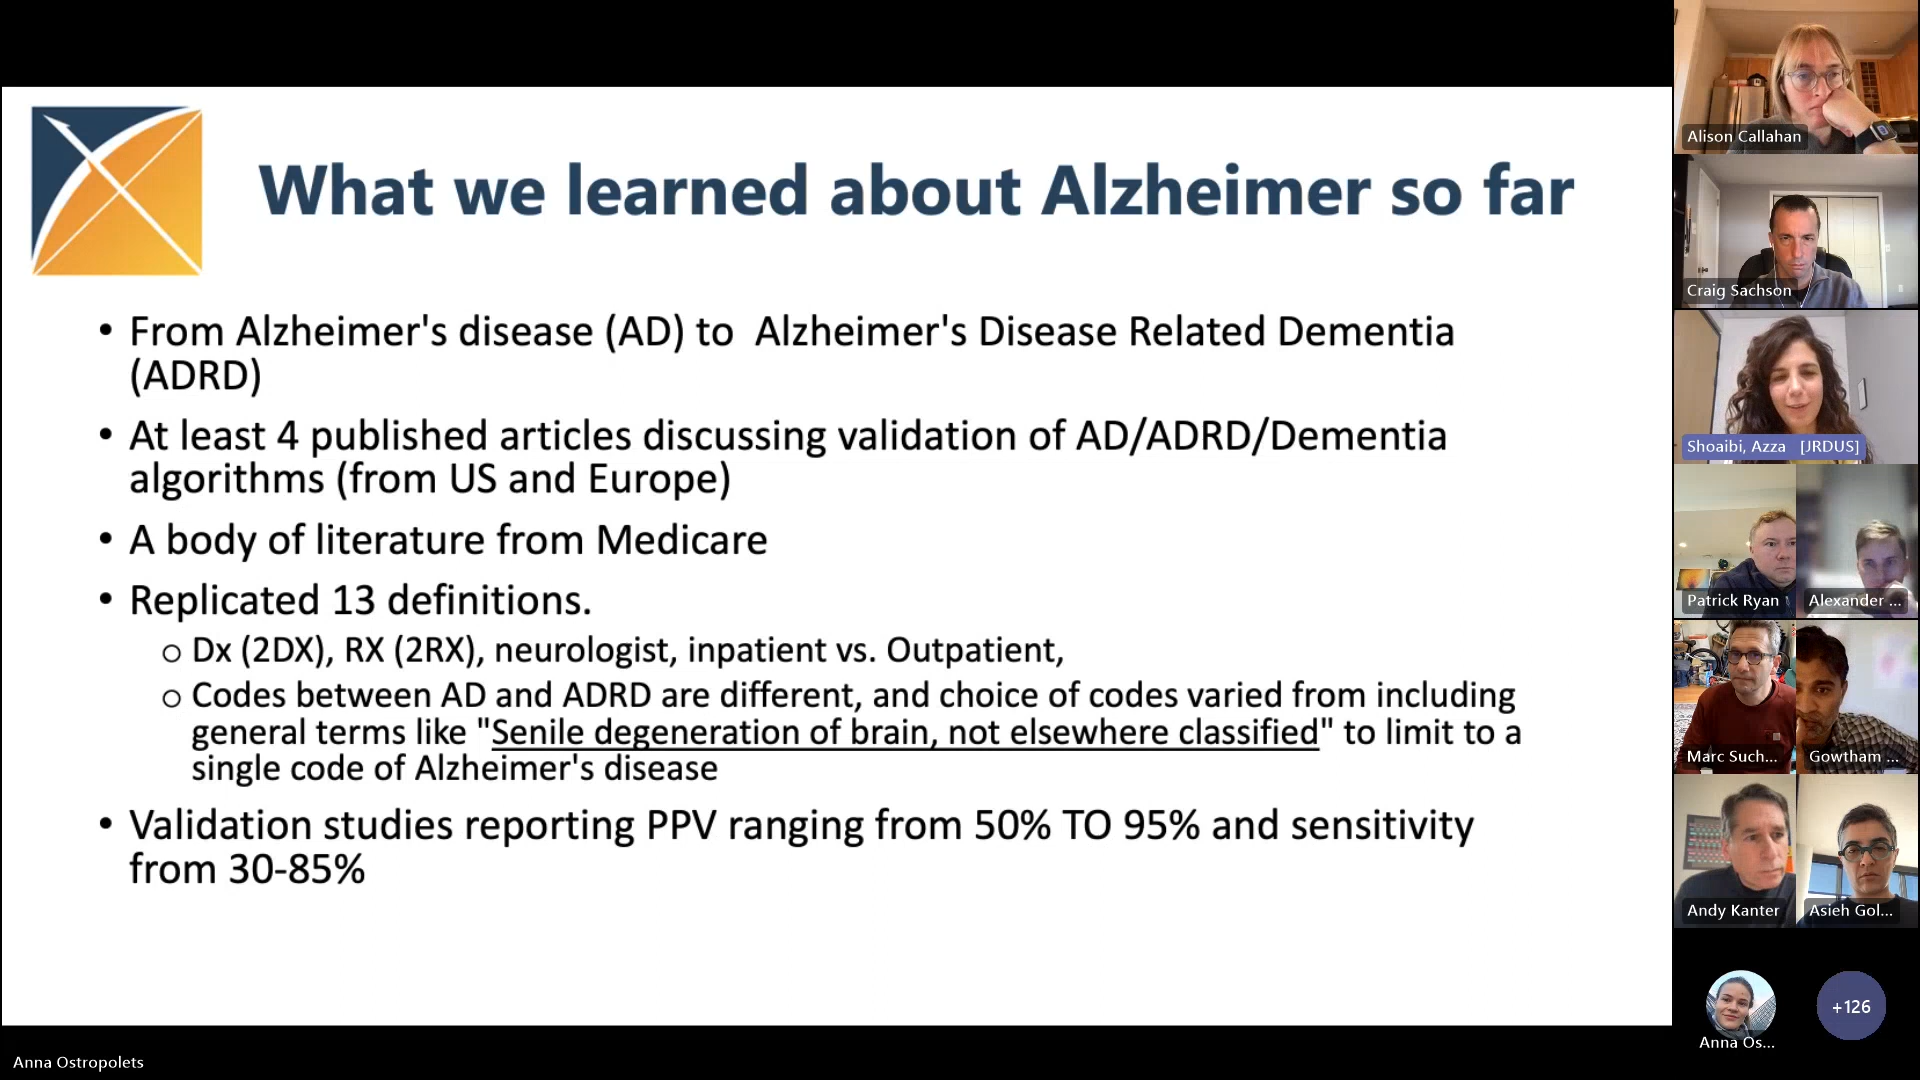 What we learned about Alzheimer so far
• From Alzheimer's disease (AD) to  Alzheimer's Disease Related Dementia
(ADRD)
• At least 4 published articles discussing validation of AD/ADRD/Dementia
algorithms (from US and Europe)
• A body of literature from Medicare
• Replicated 13 definitions.
o Dx (2DX), RX (2RX), neurologist, inpatient vs. Outpatient,
o Codes between AD and ADRD are different, and choice of codes varied from including
general terms like "Senile degeneration of brain, not elsewhere classified" to limit to a
single code of Alzheimer's disease
• Validation studies reporting PPV ranging from 50% TO 95% and sensitivity
from 30-85%
Anna Ostropolets
Alison Callahan
Craig Sachson
Shoaibi, Azza [JRDUS]
Patrick Ryan
Alexander ...
Marc Such...
Gowtham ...
Andy Kanter
Asieh Gol...
Anna Os...
+126